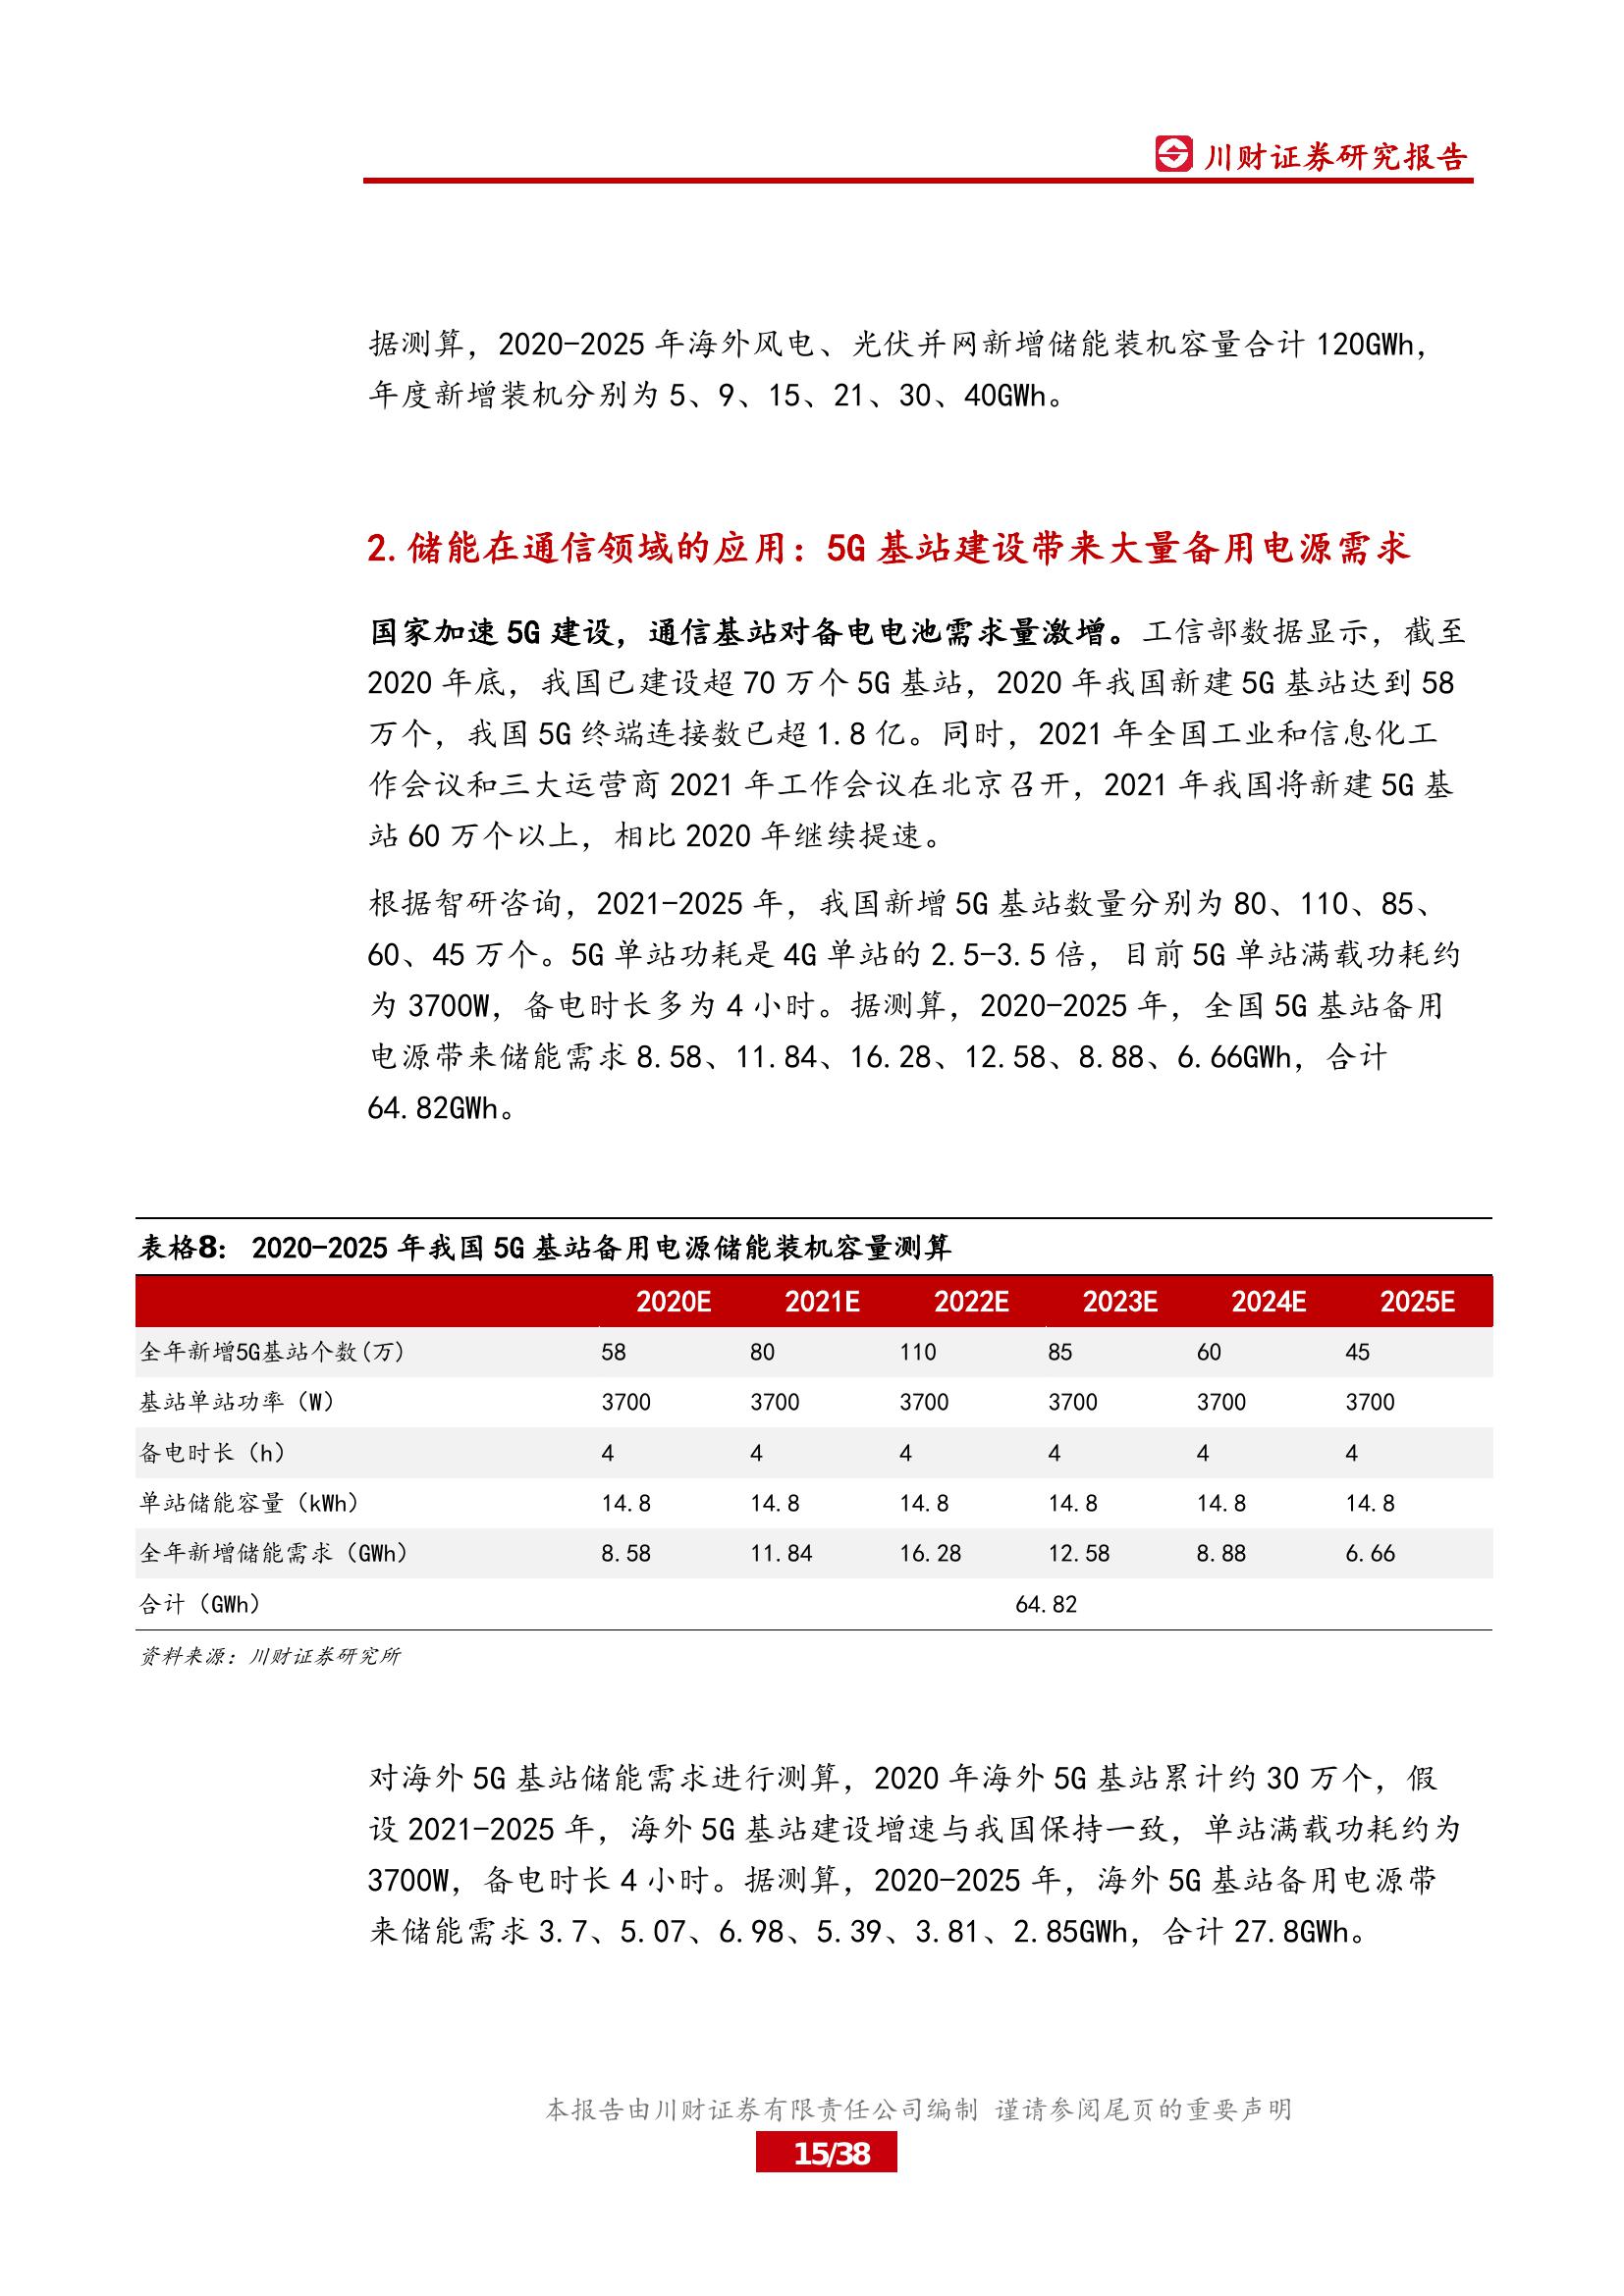 川财证券研究报告
据测算，2020-2025 年海外风电、光伏并网新增储能装机容量合计 120GWh，
年度新增装机分别为 5、9、15、21、30、40GWh。
2.储能在通信领域的应用：5G 基站建设带来大量备用电源需求
国家加速 5G 建设，通信基站对备电电池需求量激增。工信部数据显示，截至
2020 年底，我国已建设超 70 万个 5G 基站，2020 年我国新建 5G 基站达到 58
万个，我国 5G 终端连接数已超 1.8 亿。同时，2021 年全国工业和信息化工
作会议和三大运营商 2021 年工作会议在北京召开，2021 年我国将新建 5G 基
站 60 万个以上，相比 2020 年继续提速。
根据智研咨询，2021-2025 年，我国新增 5G 基站数量分别为 80、110、85、
60、45 万个。5G 单站功耗是 4G 单站的 2.5-3.5 倍，目前 5G 单站满载功耗约
为 3700W，备电时长多为 4 小时。据测算，2020-2025 年，全国 5G 基站备用
电源带来储能需求 8.58、11.84、16.28、12.58、8.88、6.66GWh，合计
64.82GWh。
表格8： 2020-2025 年我国 5G 基站备用电源储能装机容量测算
2020E 2021E 2022E 2023E 2024E 2025E
全年新增5G基站个数(万) 58 80 110 85 60 45
基站单站功率（W） 3700 3700 3700 3700 3700 3700
备电时长（h） 4 4 4 4 4 4
单站储能容量（kWh） 14.8 14.8 14.8 14.8 14.8 14.8
全年新增储能需求（GWh） 8.58 11.84 16.28 12.58 8.88 6.66
合计（GWh） 64.82
资料来源：川财证券研究所
对海外 5G 基站储能需求进行测算，2020 年海外 5G 基站累计约 30 万个，假
设 2021-2025 年，海外 5G 基站建设增速与我国保持一致，单站满载功耗约为
3700W，备电时长 4 小时。据测算，2020-2025 年，海外 5G 基站备用电源带
来储能需求 3.7、5.07、6.98、5.39、3.81、2.85GWh，合计 27.8GWh。
本报告由川财证券有限责任公司编制 谨请参阅尾页的重要声明
15/38